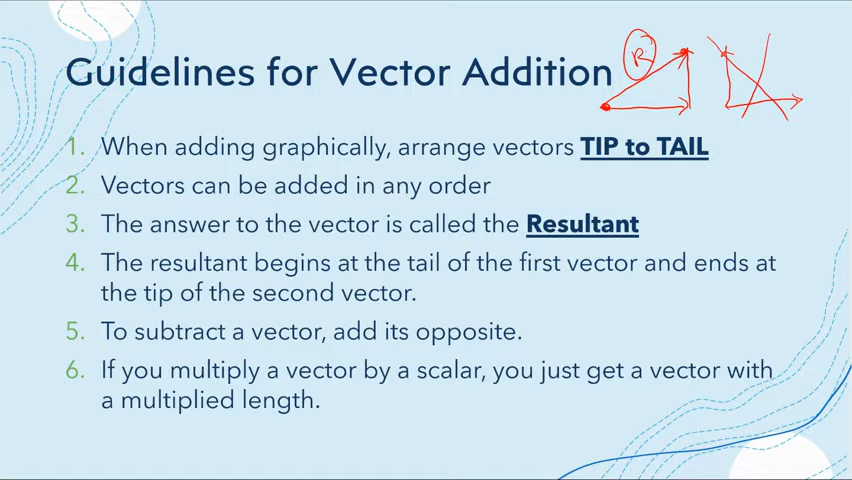 Guidelines for Vector Addition
R
1. When adding graphically, arrange vectors TIP to TAIL
2. Vectors can be added in any order
3. The answer to the vector is called the Resultant
4. The resultant begins at the tail of the first vector and ends at
the tip of the second vector.
5. To subtract a vector, add its opposite.
6. If you multiply a vector by a scalar, you just get a vector with
a multiplied length.